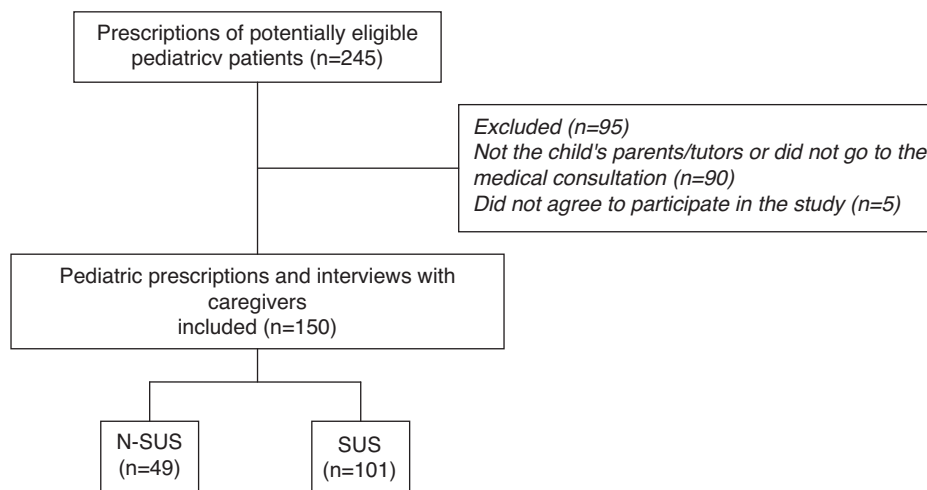 Prescriptions of potentially eligible
pediatricv patients (n=245)
Excluded (n=95)
Not the child's parents/tutors or did not go to the
medical consultation (n=90)
Did not agree to participate in the study (n=5)
Pediatric prescriptions and interviews with
caregivers
included (n=150)
N-SUS
(n=49)
SUS
(n=101)